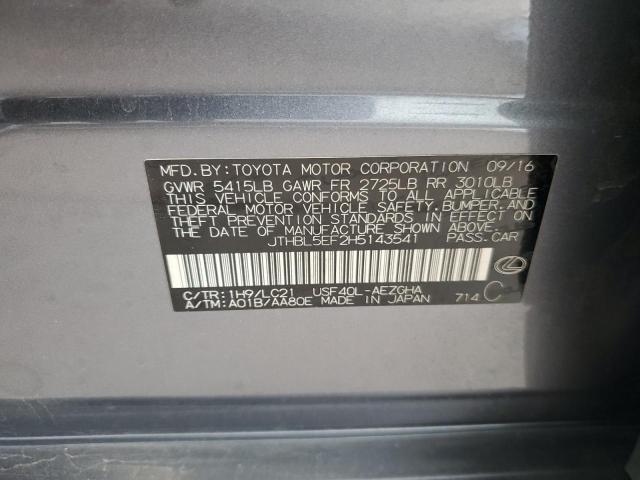 MFD.BY:TOYOTA MOTOR CORPORATION 09/16
GVWR 5415LB GAWR FR 2725LB RR 3010LB
THIS VEHICLE CONFORMS TO ALL APPLICABLE
FEDERAL MOTOR VEHICLE SAFETY, BUMPER, AND
THEFT PREVENTION STANDARDS IN EFFECT ON
THE DATE OF MANUFACTURE SHOWN ABOVE.
JTHBL5EF2H5143541 PASS.CAR
C/TR:1H9/LC21 USF40L-AEZGHA
A/TM:A01B/AA80E MADE IN JAPAN 714 C